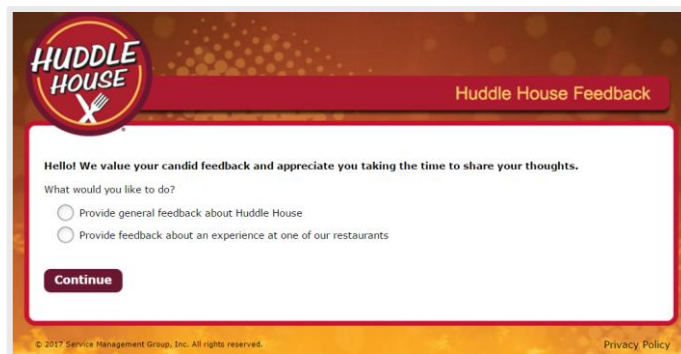 HUDDLE
HOUSE
Huddle House Feedback
Hello! We value your candid feedback and appreciate you taking the time to share your thoughts.
What would you like to do?
Provide general feedback about Huddle House
Provide feedback about an experience at one of our restaurants
Continue
© 2017 Service Management Group, Inc. All rights reserved.
Privacy Policy